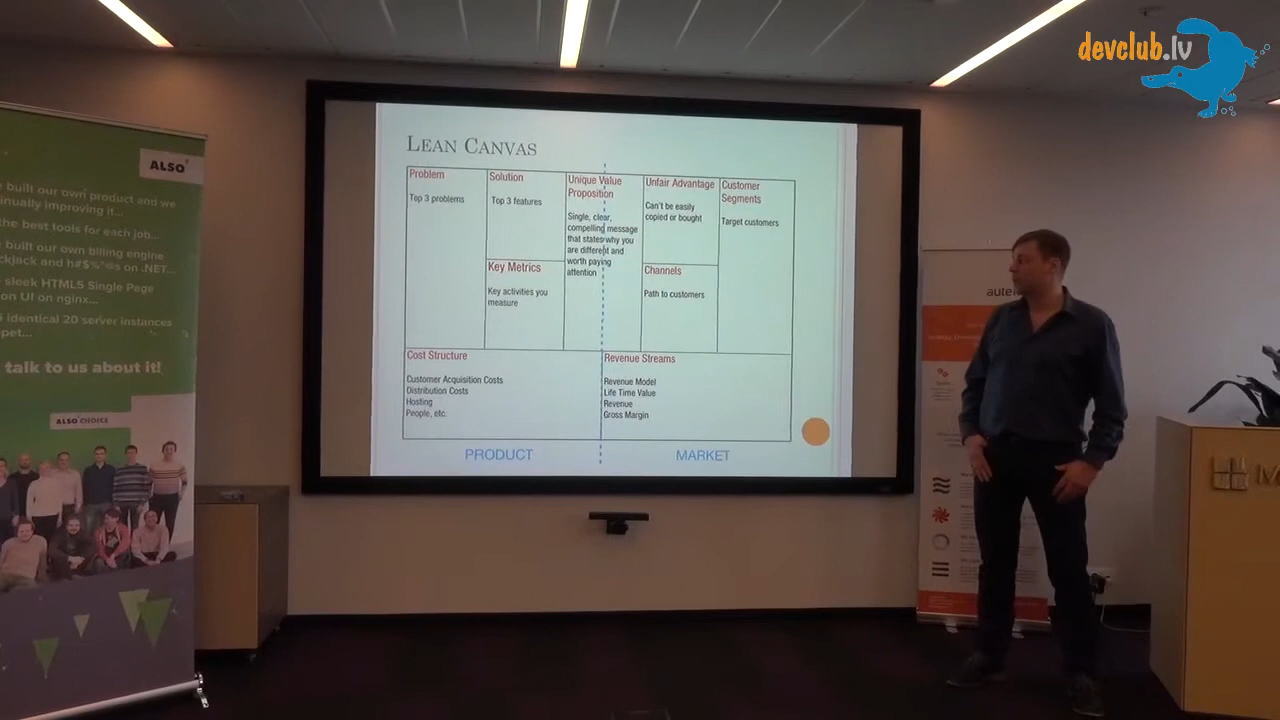 devclub.lv
ALSO
built our own product and we
nually improving it...
the best tools for each job...
built our own billing engine
ckjack and h#$%^@s on .NET...
sleek HTML5 Single Page
on UI on nginx...
identical 20 server instances
pet...
talk to us about it!
ALSO CHOICE
LEAN CANVAS
Problem
Top 3 problems
Solution
Top 3 features
Key Metrics
Key activities you
measure
Unique Value
Proposition
Single, clear,
compelling message
that states why you
are different and
worth paying
attention
Unfair Advantage
Can't be easily
copied or bought
Channels
Path to customers
Customer
Segments
Target customers
Cost Structure
Customer Acquisition Costs
Distribution Costs
Hosting
People, etc.
Revenue Streams
Revenue Model
Life Time Value
Revenue
Gross Margin
PRODUCT
MARKET